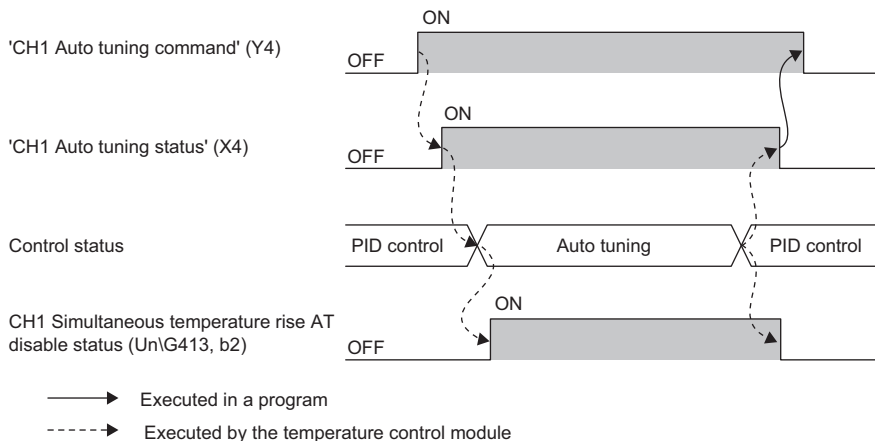 ON
'CH1 Auto tuning command' (Y4)
OFF
ON
'CH1 Auto tuning status' (X4)
OFF
Control status
PID control
Auto tuning
PID control
ON
CH1 Simultaneous temperature rise AT
disable status (Un\G413, b2)
OFF
Executed in a program
Executed by the temperature control module